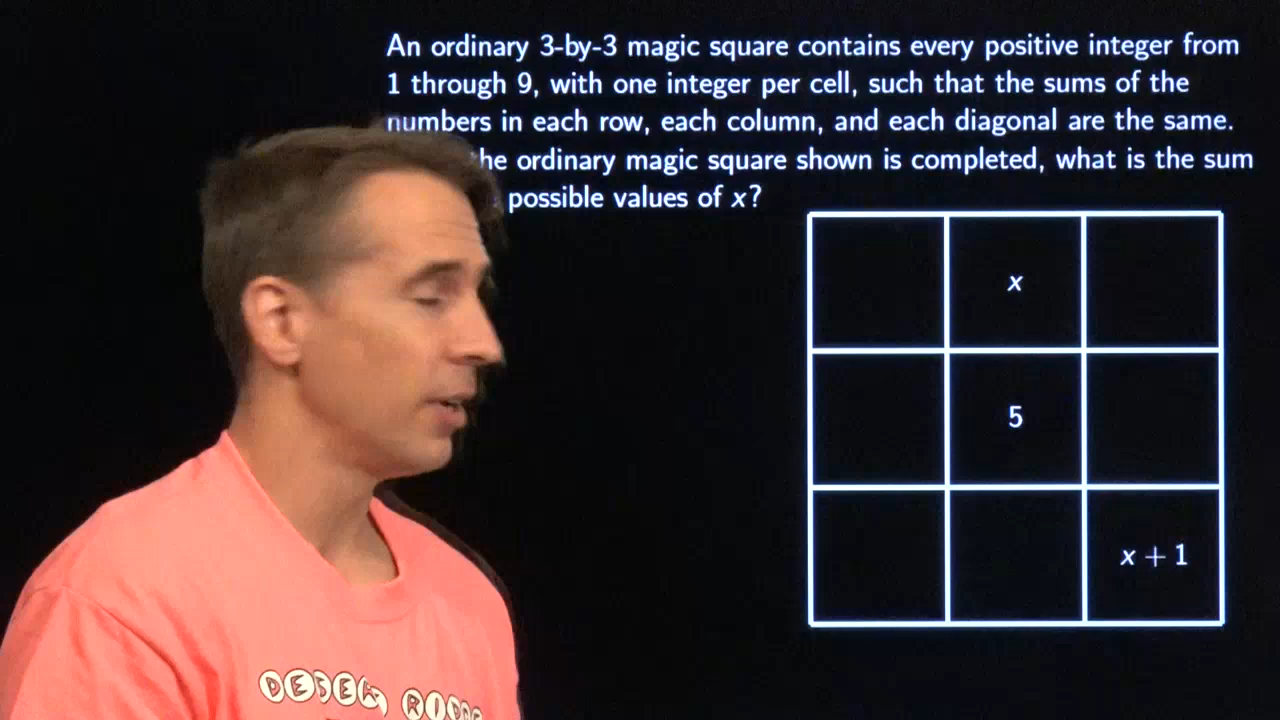 An ordinary 3-by-3 magic square contains every positive integer from
1 through 9, with one integer per cell, such that the sums of the
numbers in each row, each column, and each diagonal are the same.
the ordinary magic square shown is completed, what is the sum
possible values of x?
x
5
x + 1